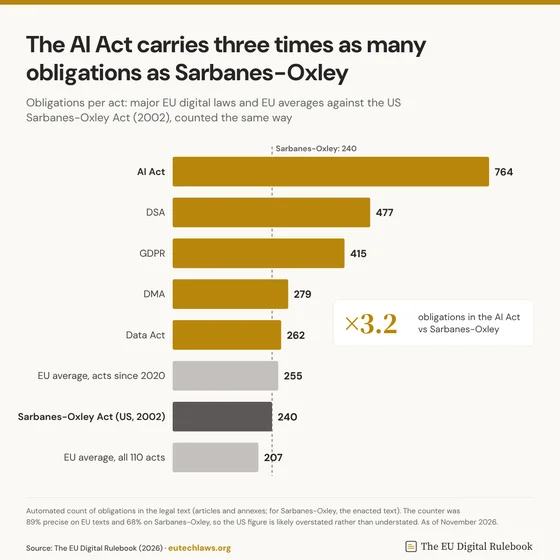 The AI Act carries three times as many
obligations as Sarbanes-Oxley
Obligations per act: major EU digital laws and EU averages against the US
Sarbanes-Oxley Act (2002), counted the same way
Sarbanes-Oxley: 240
AI Act 764
DSA 477
GDPR 415
DMA 279
Data Act 262
×3.2 obligations in the AI Act
vs Sarbanes-Oxley
EU average, acts since 2020 255
Sarbanes-Oxley Act (US, 2002) 240
EU average, all 110 acts 207
Automated count of obligations in the legal text (articles and annexes; for Sarbanes-Oxley, the enacted text). The counter was
89% precise on EU texts and 68% on Sarbanes-Oxley, so the US figure is likely overstated rather than understated. As of November 2026.
Source: The EU Digital Rulebook (2026) · eutechlaws.org
The EU Digital Rulebook